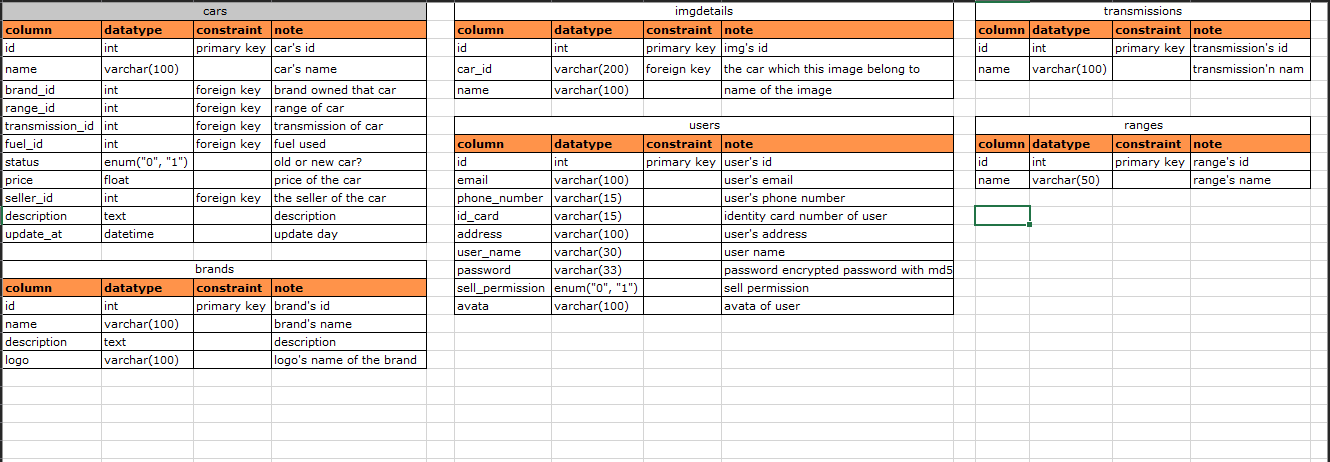 cars
column datatype constraint note
id int primary key car's id
name varchar(100) car's name
brand_id int foreign key brand owned that car
range_id int foreign key range of car
transmission_id int foreign key transmission of car
fuel_id int foreign key fuel used
status enum("0", "1") old or new car?
price float price of the car
seller_id int foreign key the seller of the car
description text description
update_at datetime update day
brands
column datatype constraint note
id int primary key brand's id
name varchar(100) brand's name
description text description
logo varchar(100) logo's name of the brand
imgdetails
column datatype constraint note
id int primary key img's id
car_id varchar(200) foreign key the car which this image belong to
name varchar(100) name of the image
users
column datatype constraint note
id int primary key user's id
email varchar(100) user's email
phone_number varchar(15) user's phone number
id_card varchar(15) identity card number of user
address varchar(100) user's address
user_name varchar(30) user name
password varchar(33) password encrypted password with md5
sell_permission enum("0", "1") sell permission
avata varchar(100) avata of user
transmissions
column datatype constraint note
id int primary key transmission's id
name varchar(100) transmission'n nam
ranges
column datatype constraint note
id int primary key range's id
name varchar(50) range's name